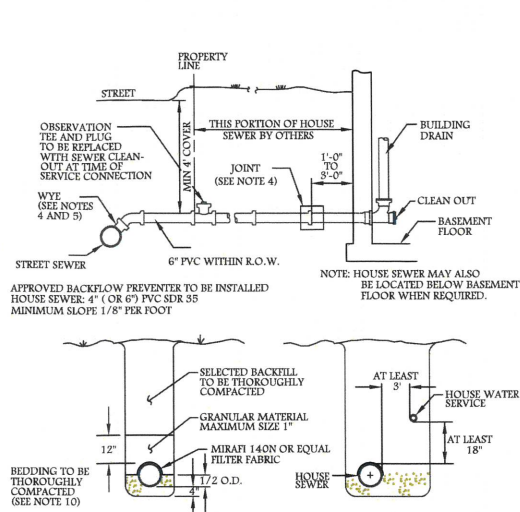 PROPERTY
LINE
STREET
OBSERVATION
TEE AND PLUG
TO BE REPLACED
WITH SEWER CLEAN-
OUT AT TIME OF
SERVICE CONNECTION
MIN 4' COVER
THIS PORTION OF HOUSE
SEWER BY OTHERS
JOINT
(SEE NOTE 4)
1'-0"
TO
3'-0"
BUILDING
DRAIN
WYE
(SEE NOTES
4 AND 5)
CLEAN OUT
BASEMENT
FLOOR
STREET SEWER
6" PVC WITHIN R.O.W.
NOTE: HOUSE SEWER MAY ALSO
BE LOCATED BELOW BASEMENT
FLOOR WHEN REQUIRED.
APPROVED BACKFLOW PREVENTER TO BE INSTALLED
HOUSE SEWER: 4" ( OR 6") PVC SDR 35
MINIMUM SLOPE 1/8" PER FOOT
SELECTED BACKFILL
TO BE THOROUGHLY
COMPACTED
GRANULAR MATERIAL
MAXIMUM SIZE 1"
12"
MIRAFI 140N OR EQUAL
FILTER FABRIC
1/2 O.D.
4"
BEDDING TO BE
THOROUGHLY
COMPACTED
(SEE NOTE 10)
AT LEAST
3'
HOUSE WATER
SERVICE
AT LEAST
18"
HOUSE
SEWER